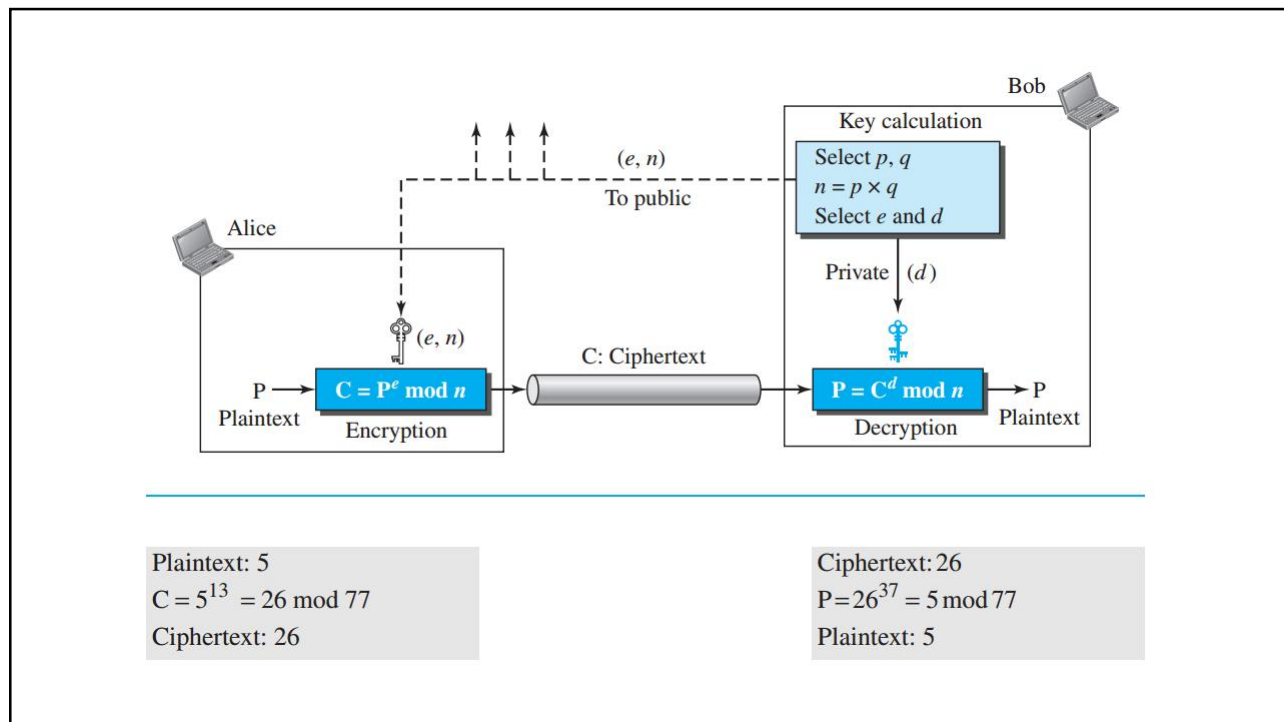 Bob
Key calculation
Select p, q
n = p × q
Select e and d
(e, n)
To public
Private (d)
Alice
(e, n)
C: Ciphertext
P
Plaintext
C = P^e mod n
Encryption
P = C^d mod n
Decryption
P
Plaintext
Plaintext: 5
C = 5^13 = 26 mod 77
Ciphertext: 26
Ciphertext: 26
P=26^37 = 5 mod 77
Plaintext: 5